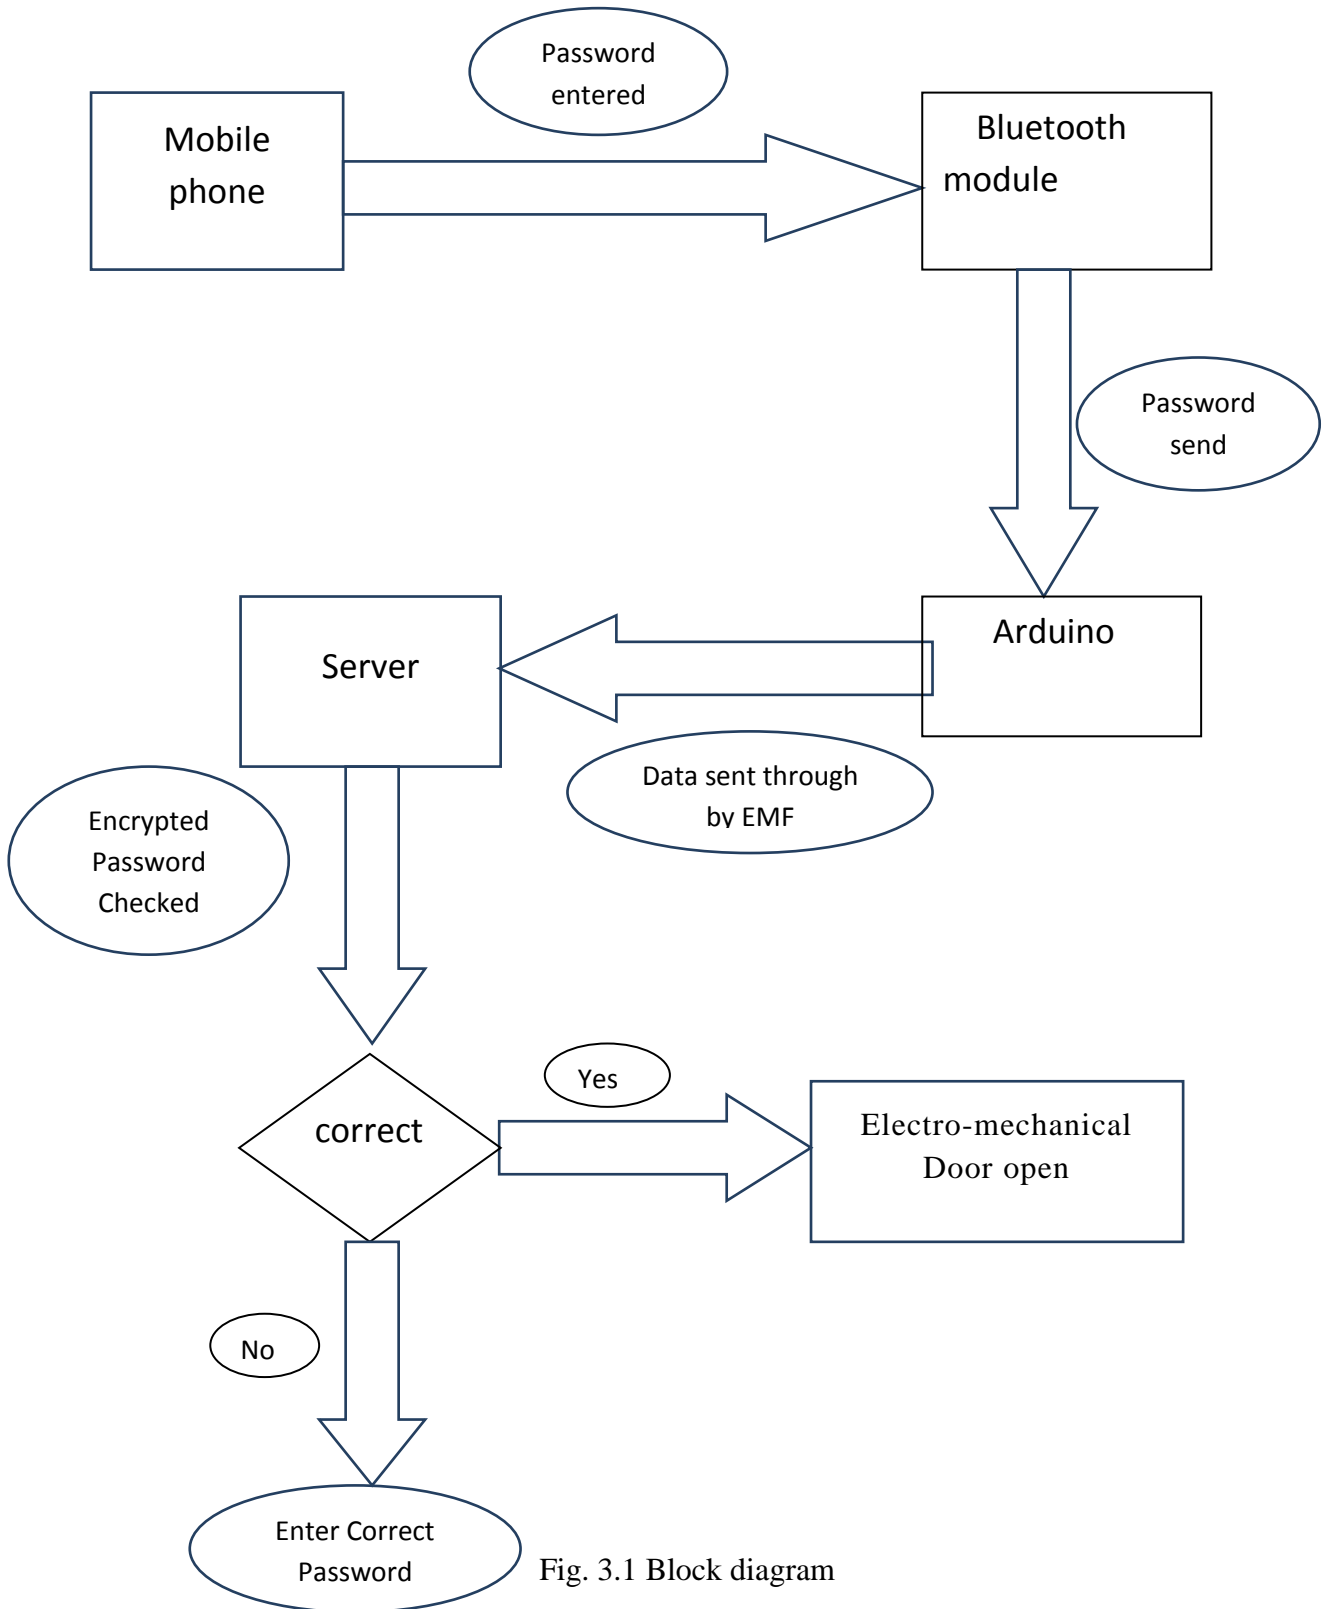 Password
entered
Mobile
phone
Bluetooth
module
Password
send
Arduino
Server
Data sent through
by EMF
Encrypted
Password
Checked
Yes
correct
Electro-mechanical
Door open
No
Enter Correct
Password
Fig. 3.1 Block diagram